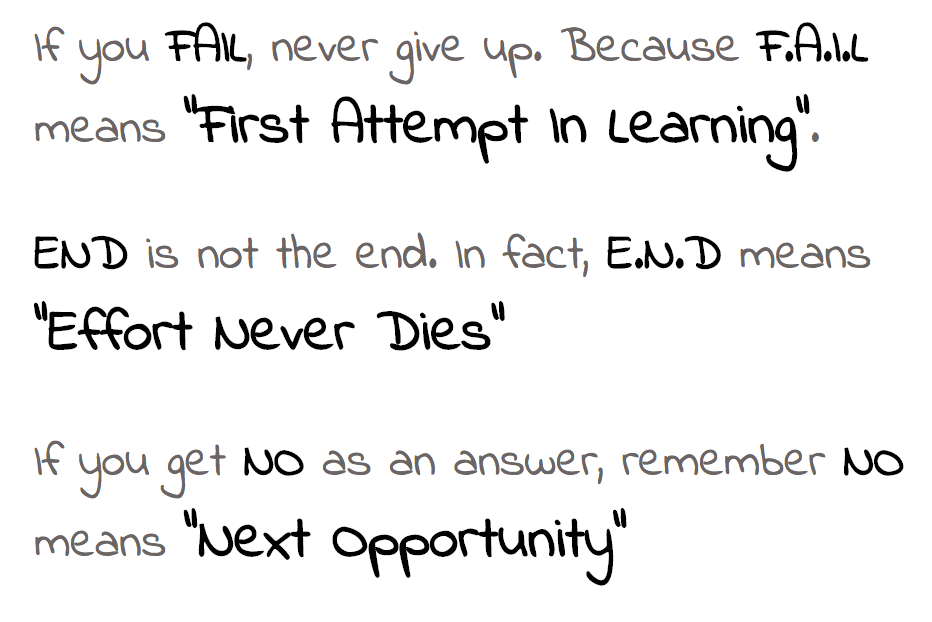 If you FAIL, never give up. Because F.A.I.L
means "First Attempt In Learning".
END is not the end. In fact, E.N.D means
"Effort Never Dies"
If you get NO as an answer, remember NO
means "Next Opportunity"